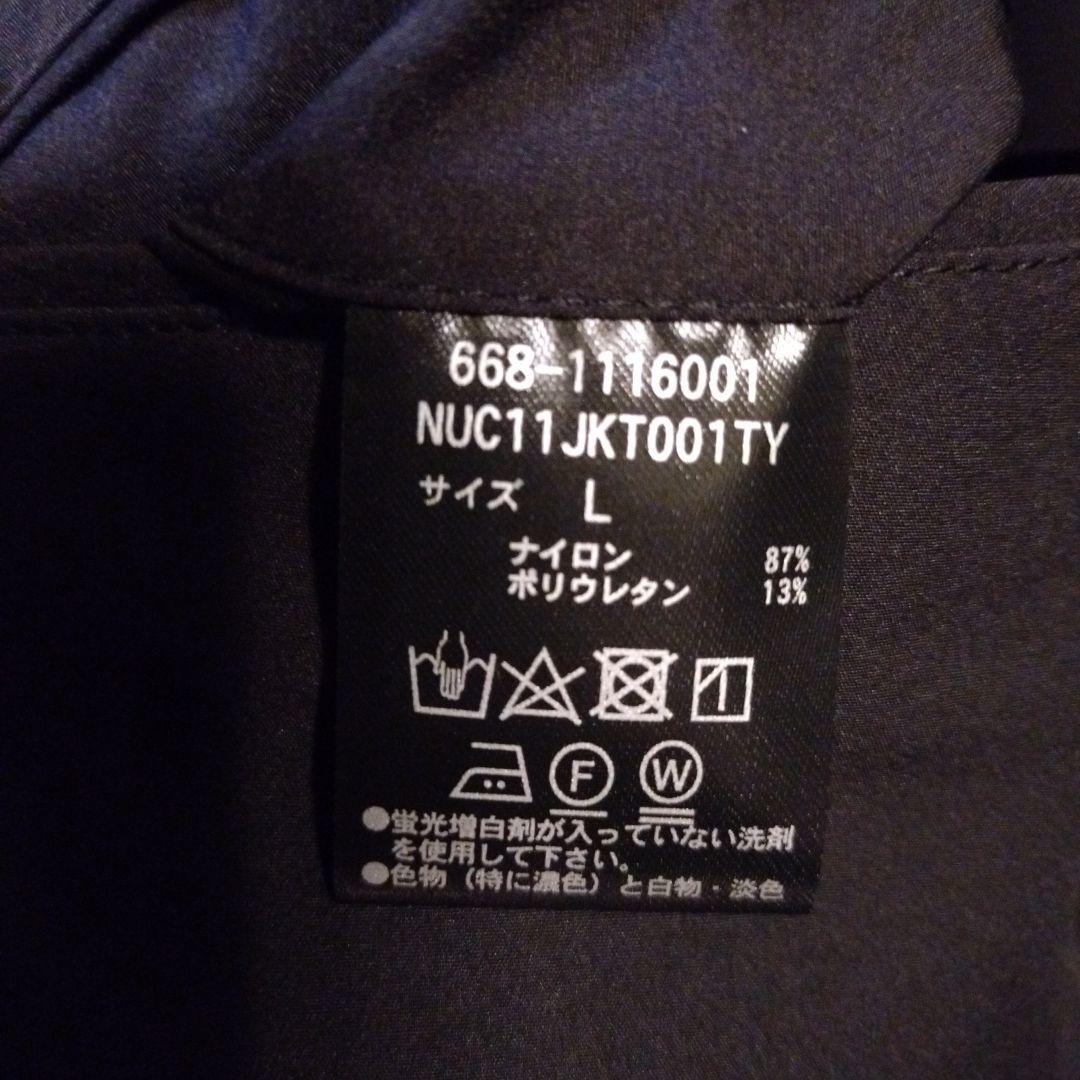 668-1116001
NUC11JKT001TY
サイズ L
ナイロン 87%
ポリウレタン 13%
F W
●蛍光増白剤が入っていない洗剤
を使用して下さい。
●色物（特に濃色）と白物・淡色